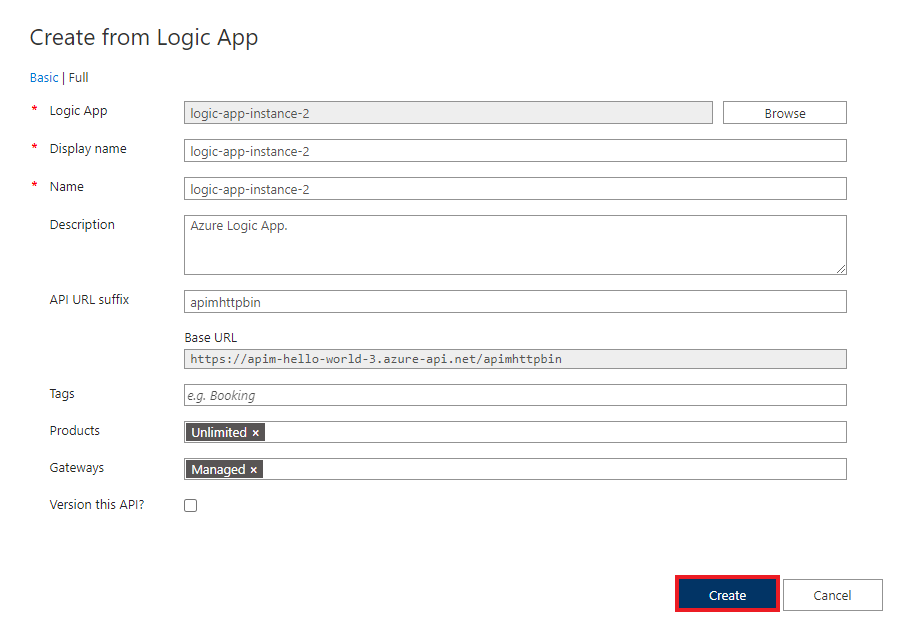 Create from Logic App
Basic | Full
* Logic App logic-app-instance-2 Browse
* Display name logic-app-instance-2
* Name logic-app-instance-2
Description Azure Logic App.
API URL suffix apimhttpbin
Base URL
https://apim-hello-world-3.azure-api.net/apimhttpbin
Tags e.g. Booking
Products Unlimited ×
Gateways Managed ×
Version this API?
Create Cancel